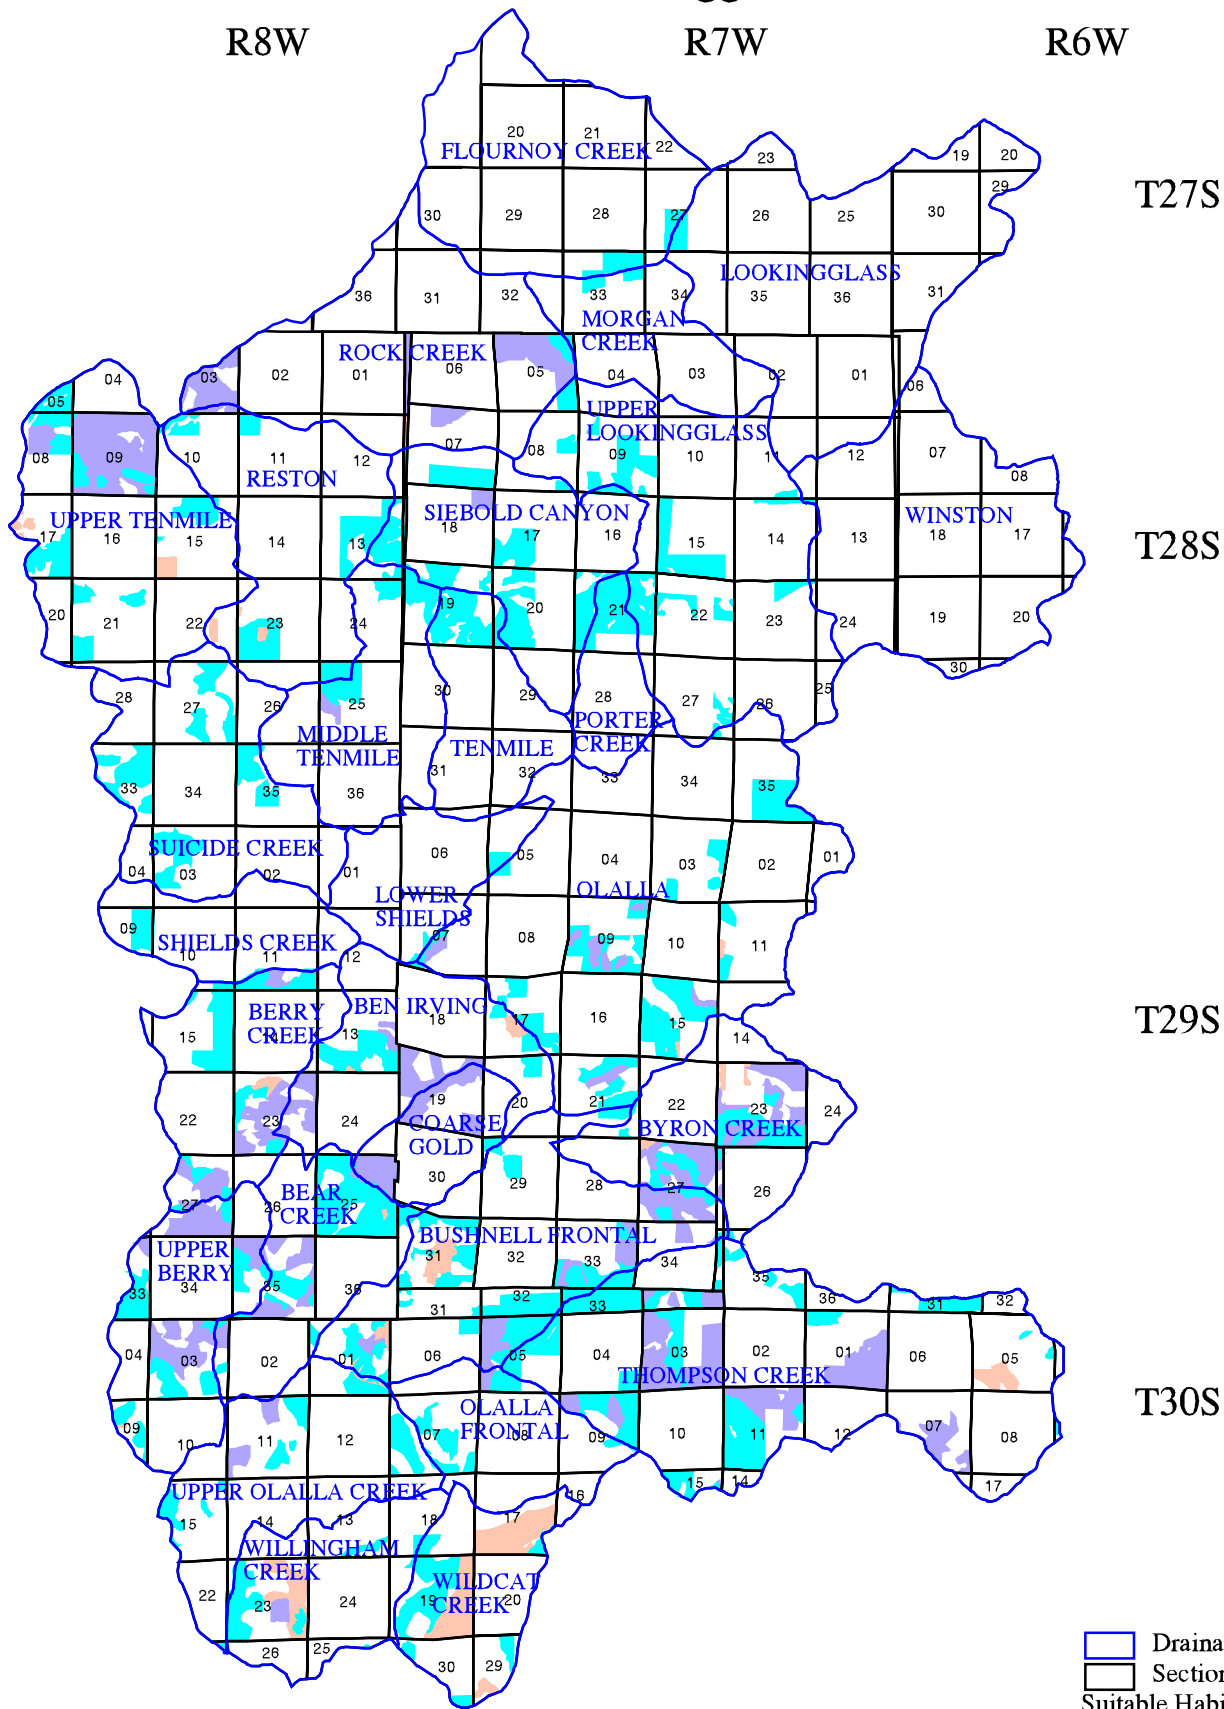 R8W R7W R6W
20 21 22 23 19 20
FLOURNOY CREEK
T27S
30 29 28 27 26 25 30 29
LOOKINGGLASS
36 31 32 33 34 35 36 31
MORGAN
CREEK
ROCK CREEK
04 03 02 01 06 05 04 03 02 01 06
05
UPPER
LOOKINGGLASS
08 09 10 11 12 07 08 09 10 11 12 07 08
RESTON
UPPER TENMILE
SIEBOLD CANYON
WINSTON
17 16 15 14 13 18 17 16 15 14 13 18 17
T28S
20 21 22 23 24 19 20 21 22 23 24 19 20
30
28 27 26 25 30 29 28 27 26 25
MIDDLE
TENMILE
TENMILE
PORTER
CREEK
33 34 35 36 31 32 33 34 35
SUICIDE CREEK
04 03 02 01 06 05 04 03 02 01
LOWER
SHIELDS
OLALLA
09 10 11 12 07 08 09 10 11
SHIELDS CREEK
BERRY
CREEK
BEN IRVING
15 14 13 18 17 16 15 14
T29S
22 23 24 19 20 21 22 23 24
COARSE
GOLD
BYRON CREEK
27 26 25 30 29 28 27 26
BEAR
CREEK
UPPER
BERRY
BUSHNELL FRONTAL
33 34 35 36 31 32 33 34 35
31 32 33 36 31 32
04 03 02 01 06 05 04 03 02 01 06 05
THOMPSON CREEK
OLALLA
FRONTAL
T30S
09 10 11 12 07 08 09 10 11 12 07 08
UPPER OLALLA CREEK
15 14 13 18 17 16 15 14 17
WILLINGHAM
CREEK
WILDCAT
CREEK
22 23 24 19 20
26 25 30 29
Draina
Section
Suitable Habi